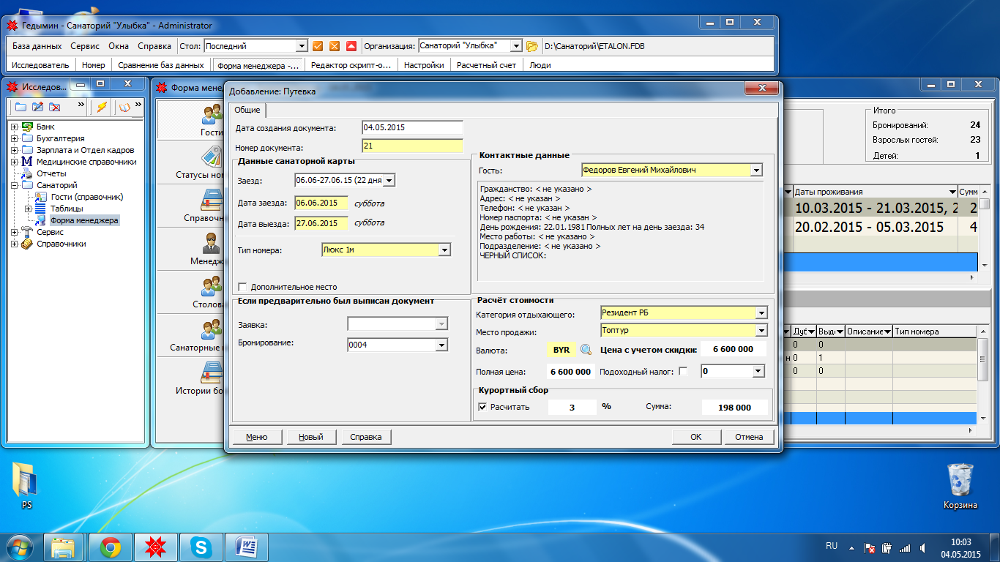 Гедымин - Санаторий "Улыбка" - Administrator
База данных Сервис Окна Справка Стол: Последний Организация: Санаторий "Улыбка" D:\Санаторий\ETALON.FDB
Исследователь Номер Сравнение баз данных Форма менеджера -... Редактор скрипт-о... Настройки Расчетный счет Люди
Исследов...
» »
Банк
Бухгалтерия
Зарплата и Отдел кадров
Медицинские справочники
Отчеты
Санаторий
Гости (справочник)
Таблицы
Форма менеджера
Сервис
Справочники
Форма мене
Гости
Статусы но
Справочн
Менедж
Столова
Санаторные
Истории бо
Добавление: Путевка
Общие
Дата создания документа: 04.05.2015
Номер документа: 21
Данные санаторной карты
Заезд: 06.06-27.06.15 (22 дня
Дата заезда: 06.06.2015 суббота
Дата выезда: 27.06.2015 суббота
Тип номера: Люкс 1м
Дополнительное место
Если предварительно был выписан документ
Заявка:
Бронирование: 0004
Контактные данные
Гость: Федоров Евгений Михайлович
Гражданство: < не указано >
Адрес: < не указан >
Телефон: < не указан >
Номер паспорта: < не указан >
День рождения: 22.01.1981 Полных лет на день заезда: 34
Место работы: < не указано >
Подразделение: < не указано >
ЧЕРНЫЙ СПИСОК:
Расчёт стоимости
Категория отдыхающего: Резидент РБ
Место продажи: Топтур
Валюта: BYR Цена с учетом скидки: 6 600 000
Полная цена: 6 600 000 Подоходный налог: 0
Курортный сбор
Расчитать 3 % Сумма: 198 000
Меню Новый Справка ОК Отмена
Итого
Бронирований: 24
Взрослых гостей: 23
Детей: 1
Даты проживания Сумм
10.03.2015 - 21.03.2015, 2 2
20.02.2015 - 05.03.2015 4
Дуб Выд Описание Тип номера
0 0
н 0 1
0 0
PS
Корзина
RU
10:03
04.05.2015